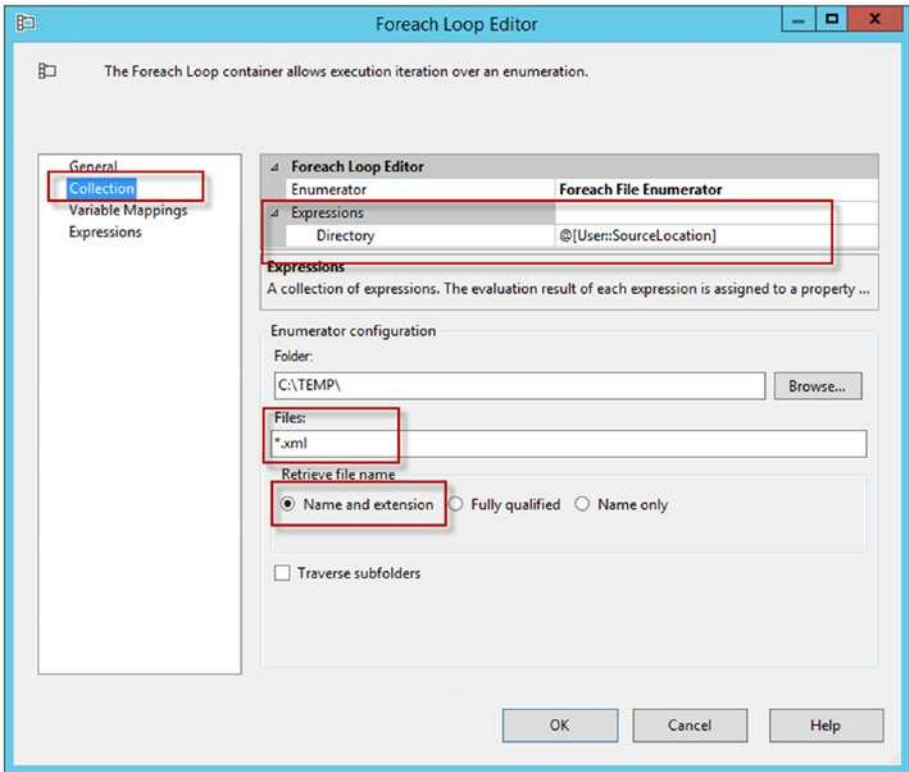 Foreach Loop Editor
The Foreach Loop container allows execution iteration over an enumeration.
General
Collection
Variable Mappings
Expressions
Foreach Loop Editor
Enumerator Foreach File Enumerator
Expressions
Directory @[User::SourceLocation]
Expressions
A collection of expressions. The evaluation result of each expression is assigned to a property ...
Enumerator configuration
Folder:
C:\TEMP\
Browse...
Files:
*.xml
Retrieve file name
Name and extension Fully qualified Name only
Traverse subfolders
OK Cancel Help